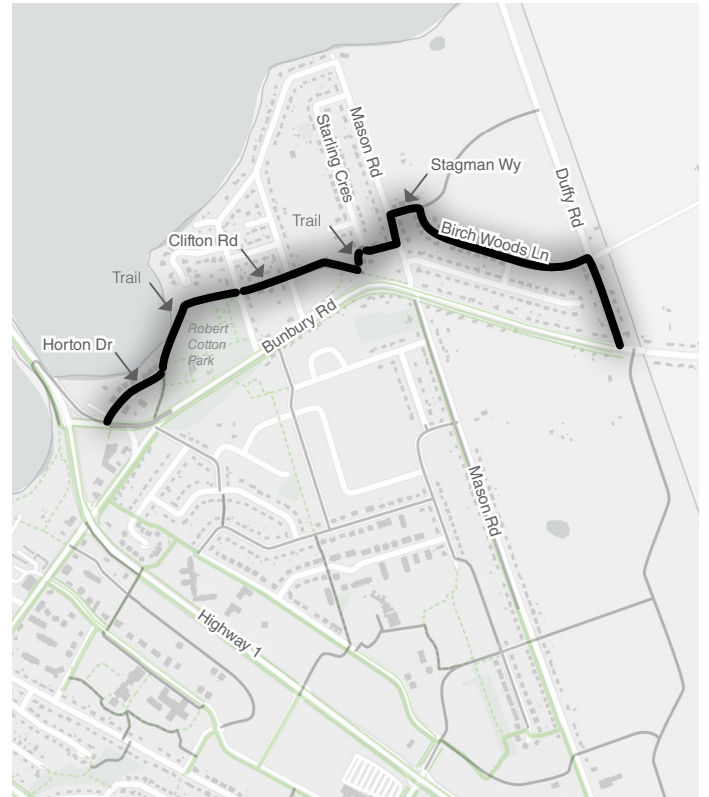 Mason Rd
Starling Cres
Stagman Wy
Duffy Rd
Trail
Clifton Rd
Birch Woods Ln
Trail
Robert
Cotton
Park
Bunbury Rd
Horton Dr
Mason Rd
Highway 1